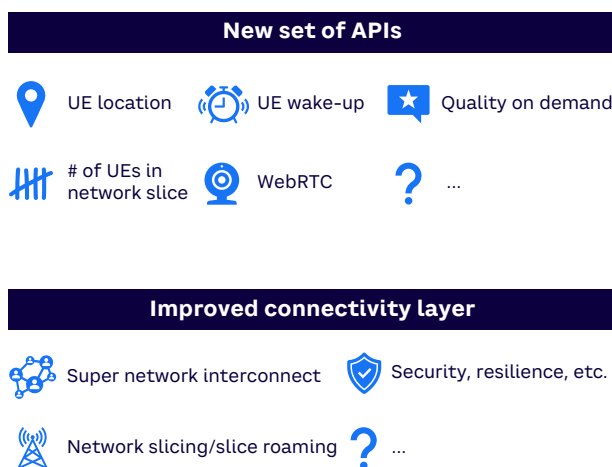 New set of APIs
UE location
UE wake-up
Quality on demand
# of UEs in
network slice
WebRTC
...
Improved connectivity layer
Super network interconnect
Security, resilience, etc.
Network slicing/slice roaming
...